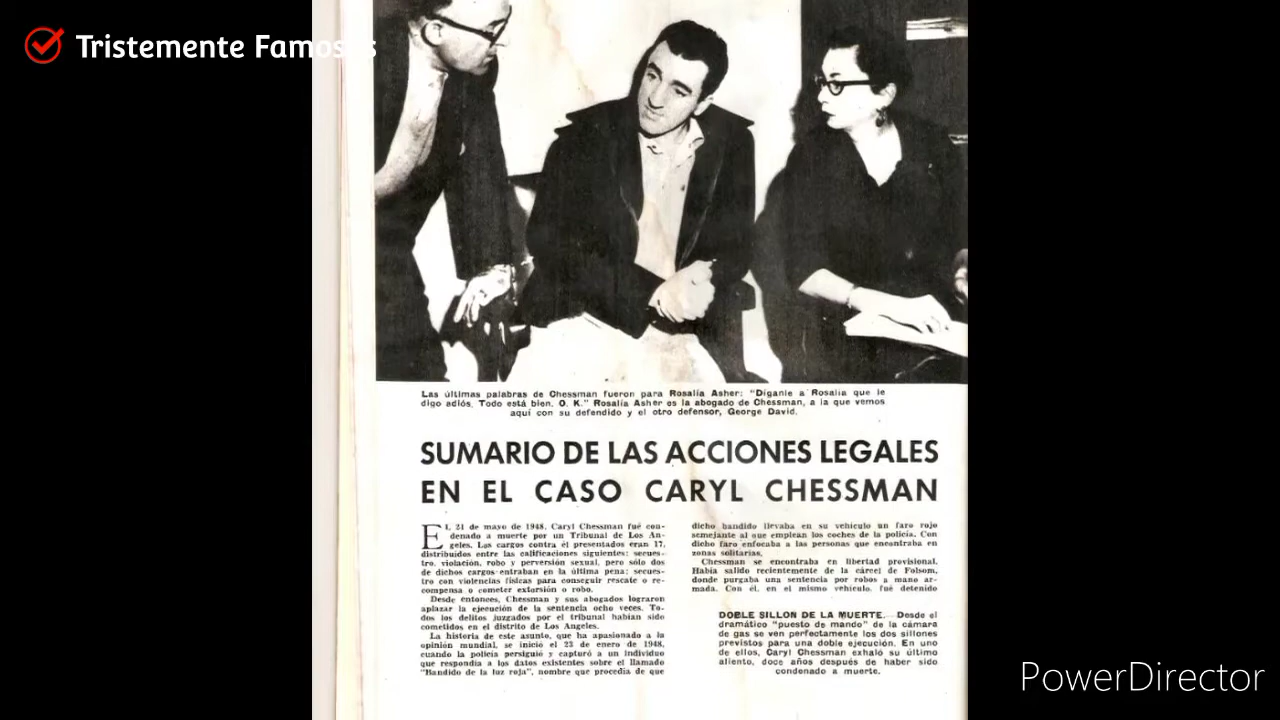 Tristemente Famosos
Las últimas palabras de Chessman fueron para Rosalía Asher: "Díganle a Rosalía que le
digo adiós. Todo está bien. O. K." Rosalía Asher es la abogado de Chessman, a la que vemos
aquí con su defendido y el otro defensor, George David.
SUMARIO DE LAS ACCIONES LEGALES
EN EL CASO CARYL CHESSMAN
El 21 de mayo de 1948, Caryl Chessman fué con-
denado a muerte por un Tribunal de Los An-
geles. Los cargos contra él presentados eran 17,
distribuidos entre las calificaciones siguientes: secues-
tro, violación, robo y perversión sexual, pero sólo dos
de dichos cargos entraban en la última pena: secues-
tro con violencias físicas para conseguir rescate o re-
compensa o cometer extorsión o robo.
Desde entonces, Chessman y sus abogados lograron
aplazar la ejecución de la sentencia ocho veces. To-
dos los delitos juzgados por el tribunal habían sido
cometidos en el distrito de Los Angeles.
La historia de este asunto, que ha apasionado a la
opinión mundial, se inició el 23 de enero de 1948,
cuando la policía persiguió y capturó a un individuo
que respondía a los datos existentes sobre el llamado
"Bandido de la luz roja", nombre que procedía de que
dicho bandido llevaba en su vehículo un faro rojo
semejante al que emplean los coches de la policía. Con
dicho faro enfocaba a las personas que encontraba en
zonas solitarias.
Chessman se encontraba en libertad provisional.
Había salido recientemente de la cárcel de Folsom,
donde purgaba una sentencia por robos a mano ar-
mada. Con él, en el mismo vehículo, fué detenido
DOBLE SILLON DE LA MUERTE. Desde el
dramático "puesto de mando" de la cámara
de gas se ven perfectamente los dos sillones
previstos para una doble ejecución. En uno
de ellos, Caryl Chessman exhaló su último
aliento, doce años después de haber sido
condenado a muerte.
PowerDirector